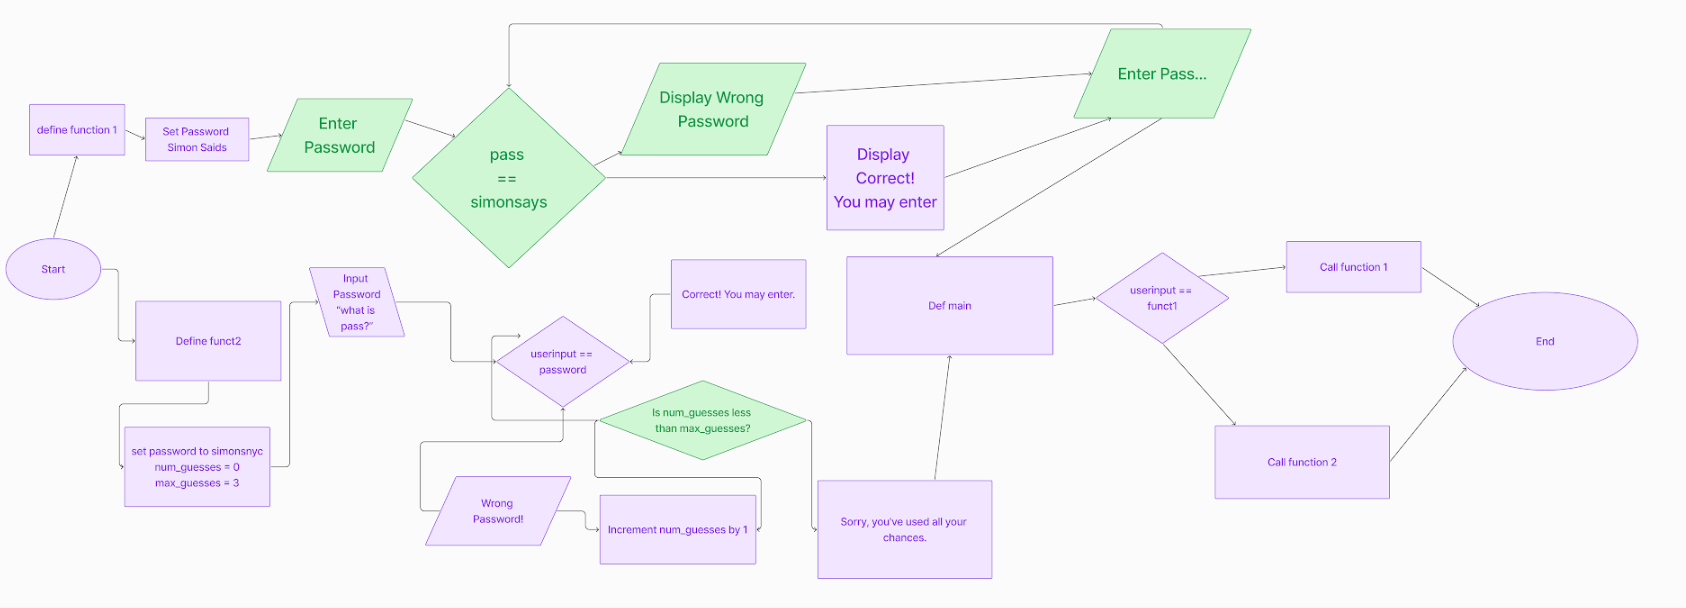 define function 1
Set Password
Simon Saids
Enter
Password
pass
==
simonsays
Display Wrong
Password
Display
Correct!
You may enter
Enter Pass...
Start
Define funct2
set password to simonsnyc
num_guesses = 0
max_guesses = 3
Input
Password
"what is
pass?"
userinput ==
password
Correct! You may enter.
Is num_guesses less
than max_guesses?
Wrong
Password!
Increment num_guesses by 1
Sorry, you've used all your
chances.
Def main
userinput ==
funct1
Call function 1
Call function 2
End